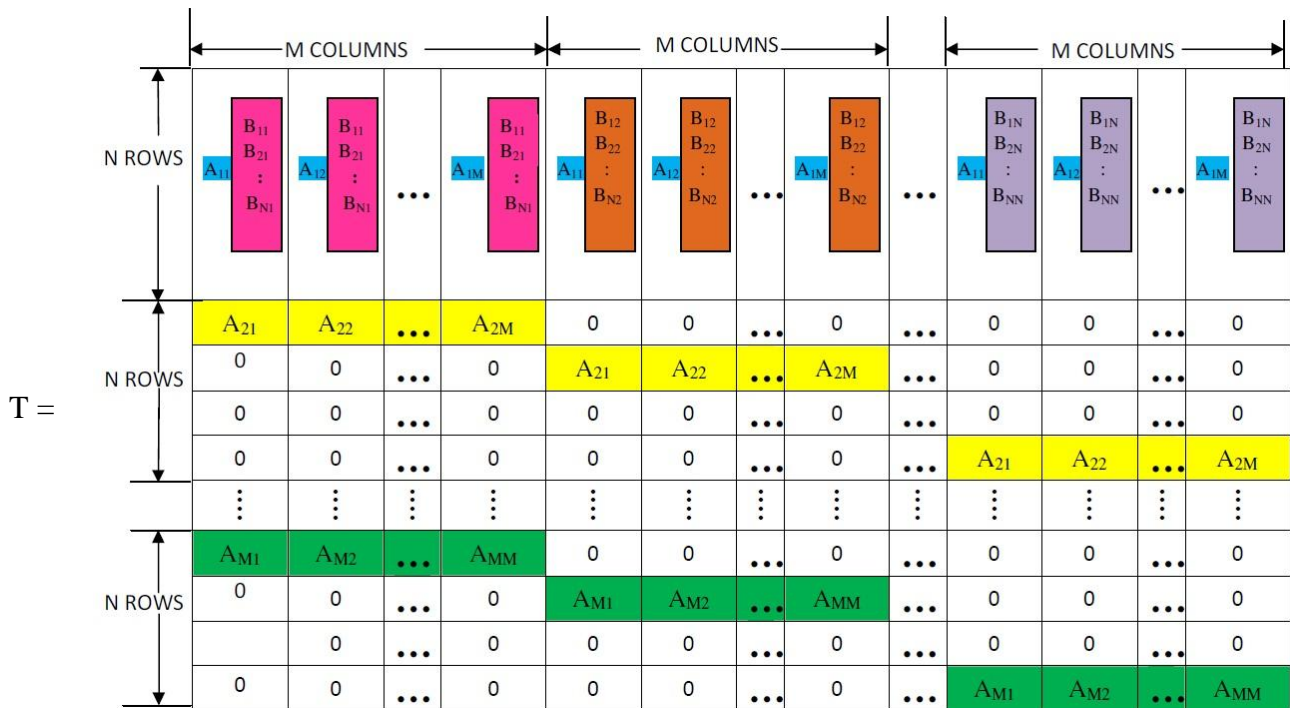 M COLUMNS M COLUMNS M COLUMNS
B11 B11 B11 B12 B12 B12 B1N B1N B1N
B21 B21 B21 B22 B22 B22 B2N B2N B2N
N ROWS A11 : A12 : ... A1M : A11 : A12 : ... A1M : ... A11 : A12 : ... A1M :
BN1 BN1 BN1 BN2 BN2 BN2 BNN BNN BNN
A21 A22 ... A2M 0 0 ... 0 ... 0 0 ... 0
N ROWS 0 0 ... 0 A21 A22 ... A2M ... 0 0 ... 0
T = 0 0 ... 0 0 0 ... 0 ... 0 0 ... 0
0 0 ... 0 0 0 ... 0 ... A21 A22 ... A2M
⋮ ⋮ ⋮ ⋮ ⋮ ⋮ ⋮ ⋮ ⋮ ⋮ ⋮ ⋮ ⋮
AM1 AM2 ... AMM 0 0 ... 0 ... 0 0 ... 0
N ROWS 0 0 ... 0 AM1 AM2 ... AMM ... 0 0 ... 0
0 ... 0 0 0 ... 0 ... 0 0 ... 0
0 0 ... 0 0 0 ... 0 ... AM1 AM2 ... AMM